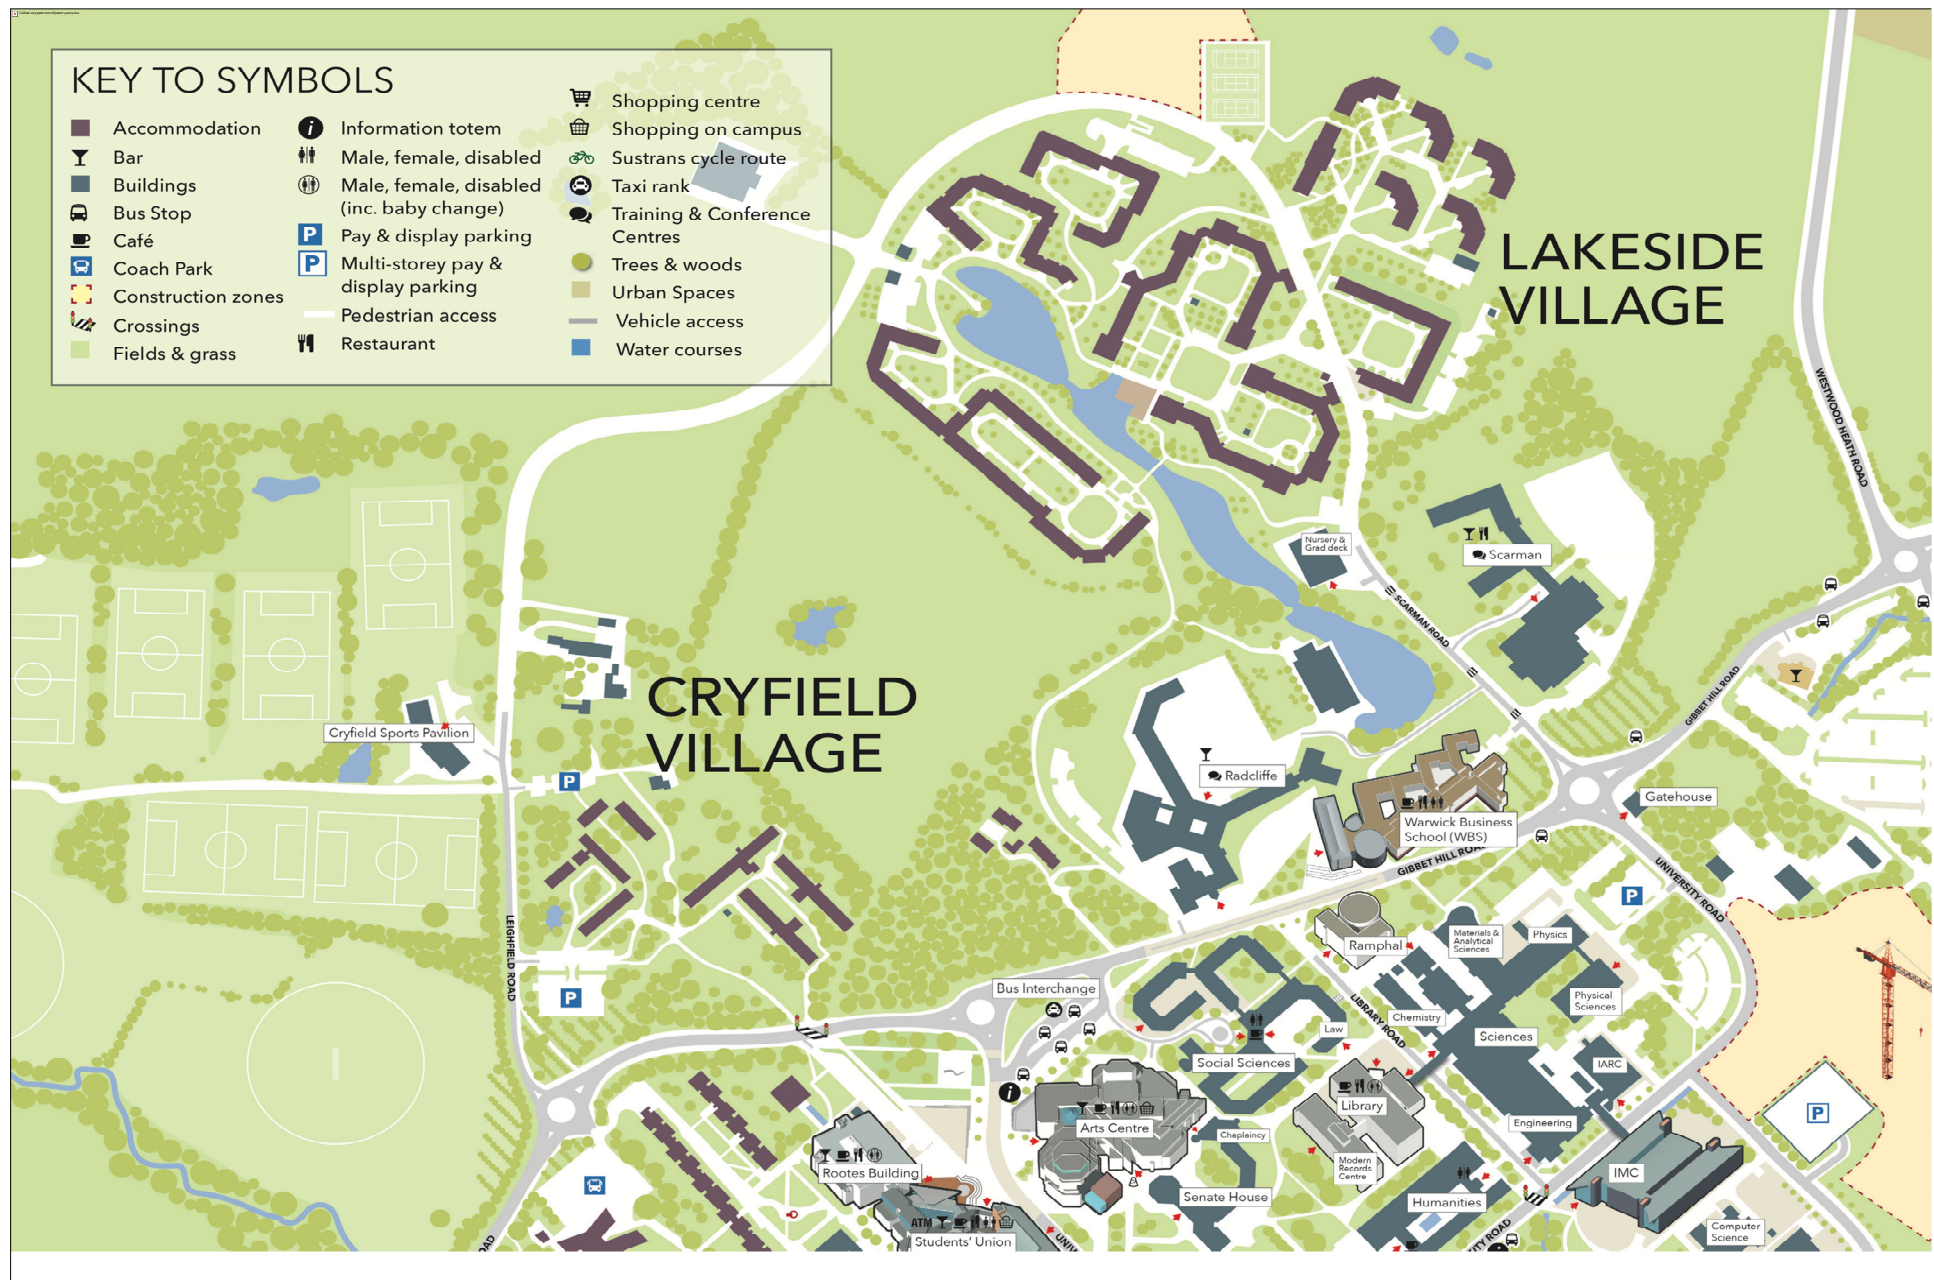 KEY TO SYMBOLS
Accommodation
Bar
Buildings
Bus Stop
Café
Coach Park
Construction zones
Crossings
Fields & grass
i
Information totem
Male, female, disabled
Male, female, disabled
(inc. baby change)
P
Pay & display parking
P
Multi-storey pay &
display parking
Pedestrian access
Restaurant
Shopping centre
Shopping on campus
Sustrans cycle route
Taxi rank
Training & Conference
Centres
Trees & woods
Urban Spaces
Vehicle access
Water courses
LAKESIDE
VILLAGE
WESTWOOD HEATH ROAD
Nursery &
Grad deck
Scarman
SCARMAN ROAD
GIBBET HILL ROAD
CRYFIELD
VILLAGE
Cryfield Sports Pavilion
P
Radcliffe
Warwick Business
School (WBS)
GIBBET HILL ROAD
Gatehouse
UNIVERSITY ROAD
P
LEIGHFIELD ROAD
P
Ramphal
Materials &
Analytical
Sciences
Physics
Physical
Sciences
Bus Interchange
LIBRARY ROAD
Chemistry
Law
Sciences
Social Sciences
IARC
i
Library
Arts Centre
Chaplaincy
Engineering
P
Modern
Records
Centre
Rootes Building
Senate House
Humanities
IMC
ATM
Students' Union
Computer
Science
ROAD
UNIV
ITY ROAD